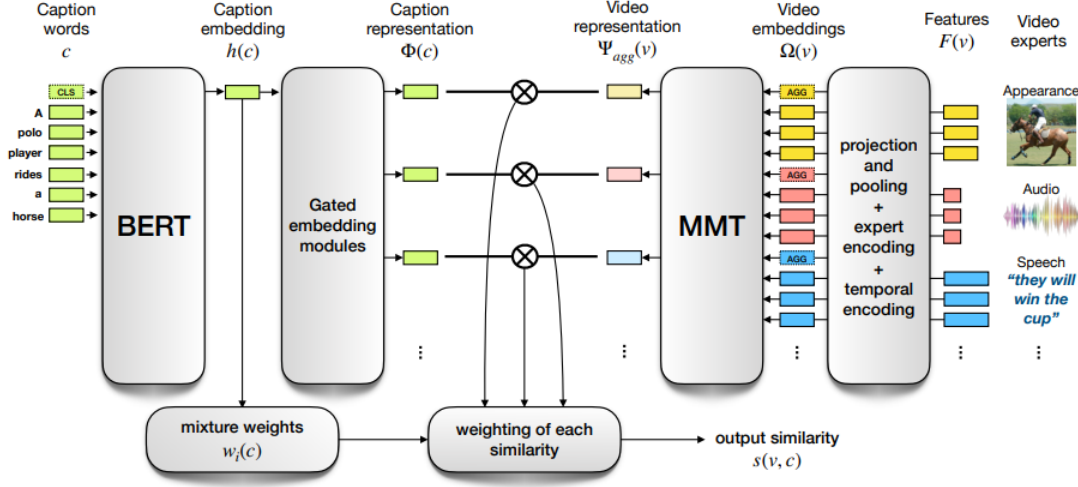 Caption words c
Caption embedding h(c)
Caption representation Φ(c)
Video representation Ψagg(v)
Video embeddings Ω(v)
Features F(v)
Video experts
CLS
A
polo
player
rides
a
horse
BERT
Gated
embedding
modules
MMT
AGG
AGG
AGG
projection
and
pooling
+
expert
encoding
+
temporal
encoding
Appearance
Audio
Speech
“they will
win the
cup”
mixture weights
wi(c)
weighting of each
similarity
output similarity
s(v, c)